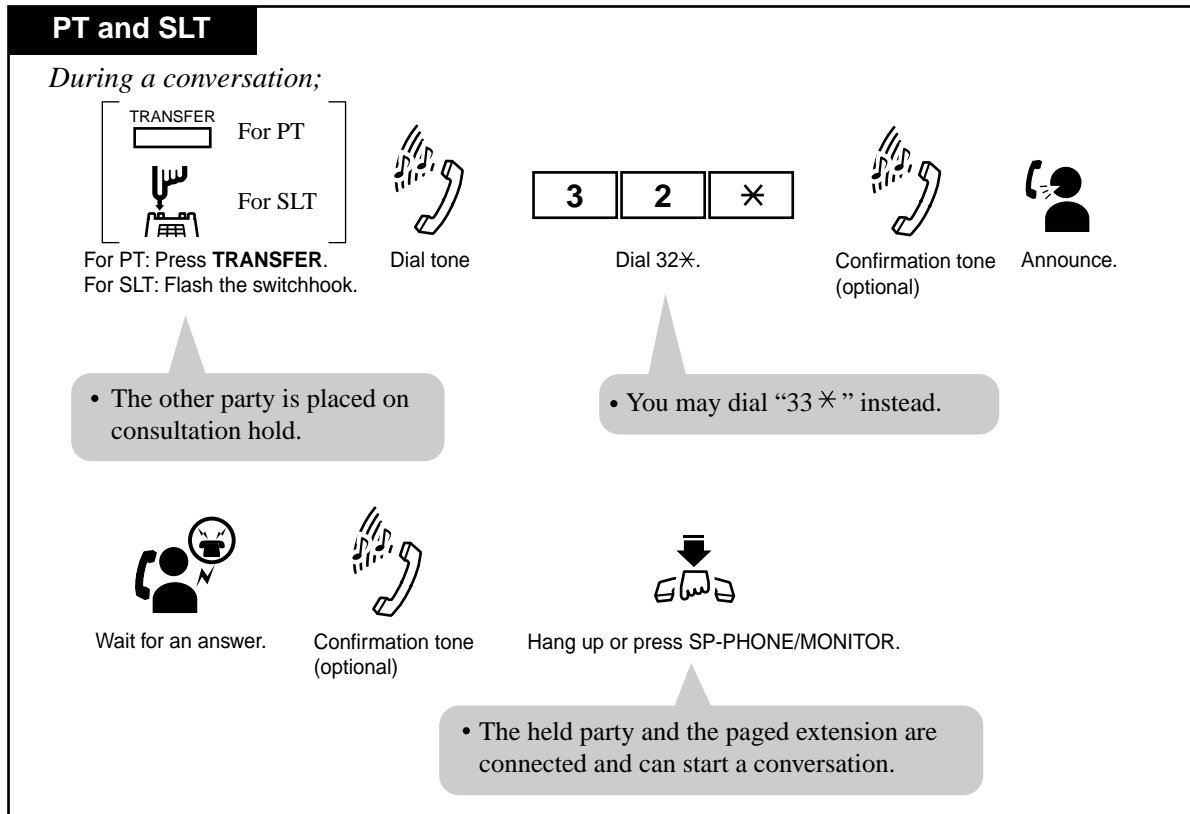 PT and SLT
During a conversation;
TRANSFER
For PT
For SLT
For PT: Press TRANSFER.
For SLT: Flash the switchhook.
Dial tone
3 2 ✳
Dial 32✳.
Confirmation tone
(optional)
Announce.
• The other party is placed on
consultation hold.
• You may dial “33 ✳ ” instead.
Wait for an answer.
Confirmation tone
(optional)
Hang up or press SP-PHONE/MONITOR.
• The held party and the paged extension are
connected and can start a conversation.